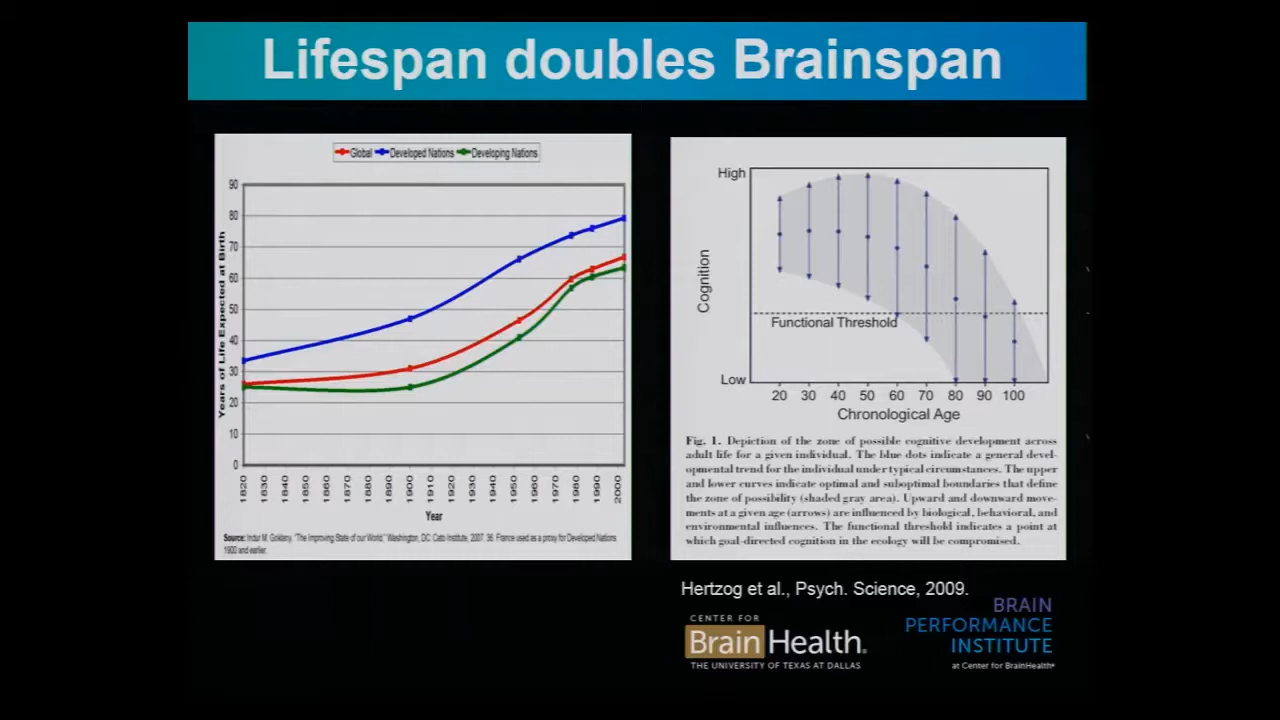 Lifespan doubles Brainspan
Global Developed Nations Developing Nations
90
80
70
60
50
40
30
20
10
0
Years of Life Expected at Birth
1820 1830 1840 1850 1860 1870 1880 1890 1900 1910 1920 1930 1940 1950 1960 1970 1980 1990 2000
Year
Source: Indur M. Goklany. "The Improving State of our World." Washington, DC: Cato Institute, 2007. 36. France used as a proxy for Developed Nations
1900 and earlier.
High
Cognition
Functional Threshold
Low
20 30 40 50 60 70 80 90 100
Chronological Age
Fig. 1. Depiction of the zone of possible cognitive development across
adult life for a given individual. The blue dots indicate a general devel-
opmental trend for the individual under typical circumstances. The upper
and lower curves indicate optimal and suboptimal boundaries that define
the zone of possibility (shaded gray area). Upward and downward move-
ments at a given age (arrows) are influenced by biological, behavioral, and
environmental influences. The functional threshold indicates a point at
which goal-directed cognition in the ecology will be compromised.
Hertzog et al., Psych. Science, 2009.
CENTER FOR
BrainHealth.
THE UNIVERSITY OF TEXAS AT DALLAS
BRAIN
PERFORMANCE
INSTITUTE
at Center for BrainHealth